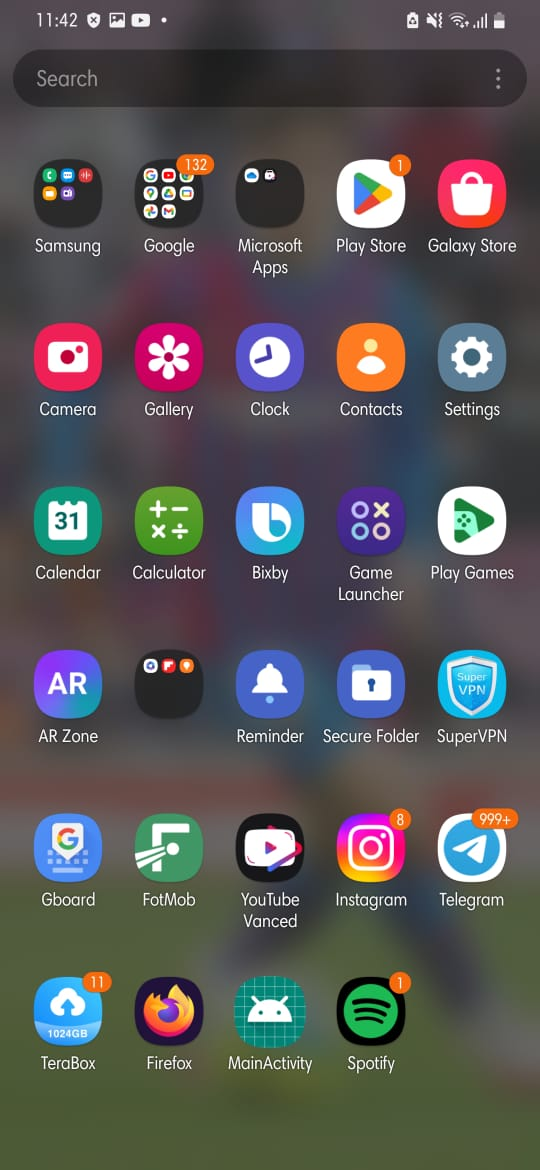 11:42
Search
132
1
Samsung
Google
Microsoft
Apps
Play Store
Galaxy Store
Camera
Gallery
Clock
Contacts
Settings
31
Calendar
Calculator
Bixby
Game
Launcher
Play Games
AR
Super
VPN
AR Zone
Reminder
Secure Folder
SuperVPN
8
999+
Gboard
FotMob
YouTube
Vanced
Instagram
Telegram
11
1
1024GB
TeraBox
Firefox
MainActivity
Spotify